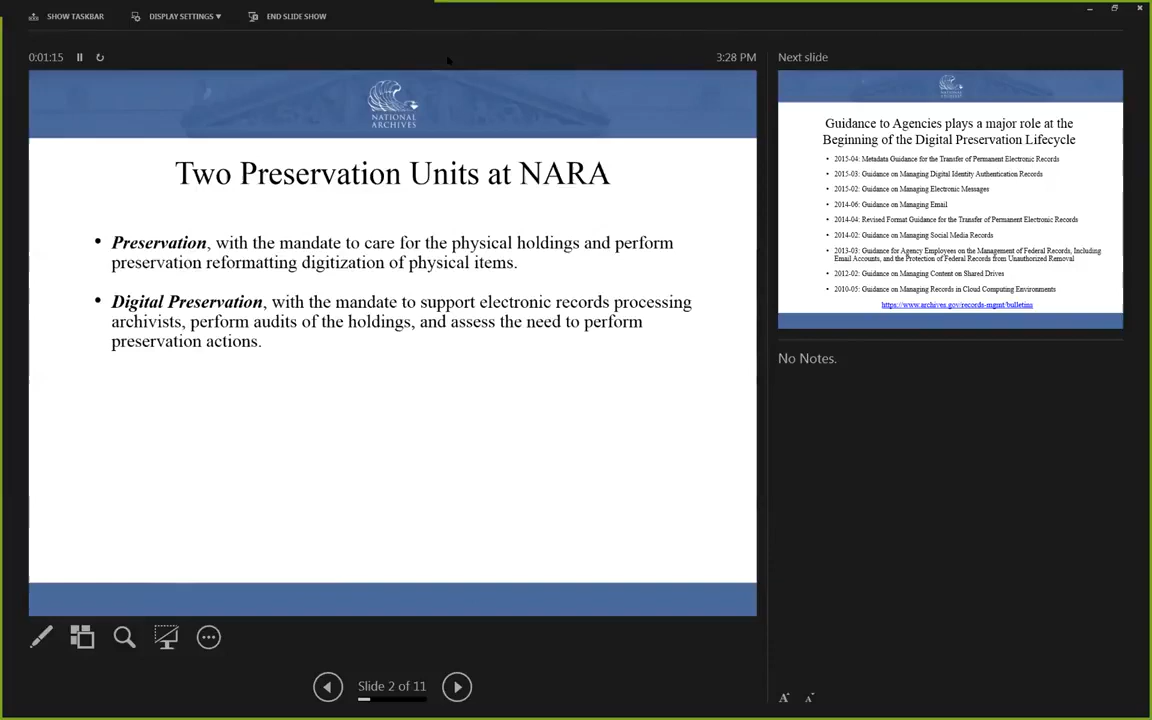 SHOW TASKBAR
DISPLAY SETTINGS ▼
END SLIDE SHOW
0:01:15
3:28 PM
NATIONAL
ARCHIVES
Two Preservation Units at NARA
• Preservation, with the mandate to care for the physical holdings and perform
preservation reformatting digitization of physical items.
• Digital Preservation, with the mandate to support electronic records processing
archivists, perform audits of the holdings, and assess the need to perform
preservation actions.
Slide 2 of 11
Next slide
Guidance to Agencies plays a major role at the
Beginning of the Digital Preservation Lifecycle
• 2015-04: Metadata Guidance for the Transfer of Permanent Electronic Records
• 2015-03: Guidance on Managing Digital Identity Authentication Records
• 2015-02: Guidance on Managing Electronic Messages
• 2014-06: Guidance on Managing Email
• 2014-04: Revised Format Guidance for the Transfer of Permanent Electronic Records
• 2014-02: Guidance on Managing Social Media Records
• 2013-03: Guidance for Agency Employees on the Management of Federal Records, Including
Email Accounts, and the Protection of Federal Records from Unauthorized Removal
• 2012-02: Guidance on Managing Content on Shared Drives
• 2010-05: Guidance on Managing Records in Cloud Computing Environments
https://www.archives.gov/records-mgmt/bulletins
No Notes.
A A